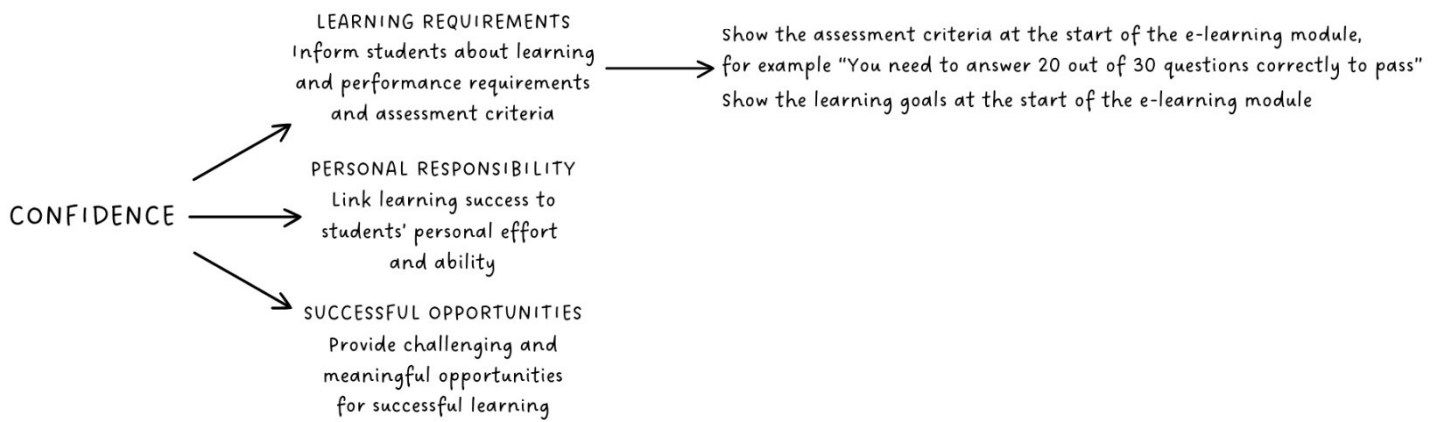 LEARNING REQUIREMENTS
Inform students about learning
and performance requirements
and assessment criteria
Show the assessment criteria at the start of the e-learning module,
for example "You need to answer 20 out of 30 questions correctly to pass"
Show the learning goals at the start of the e-learning module
CONFIDENCE
PERSONAL RESPONSIBILITY
Link learning success to
students' personal effort
and ability
SUCCESSFUL OPPORTUNITIES
Provide challenging and
meaningful opportunities
for successful learning